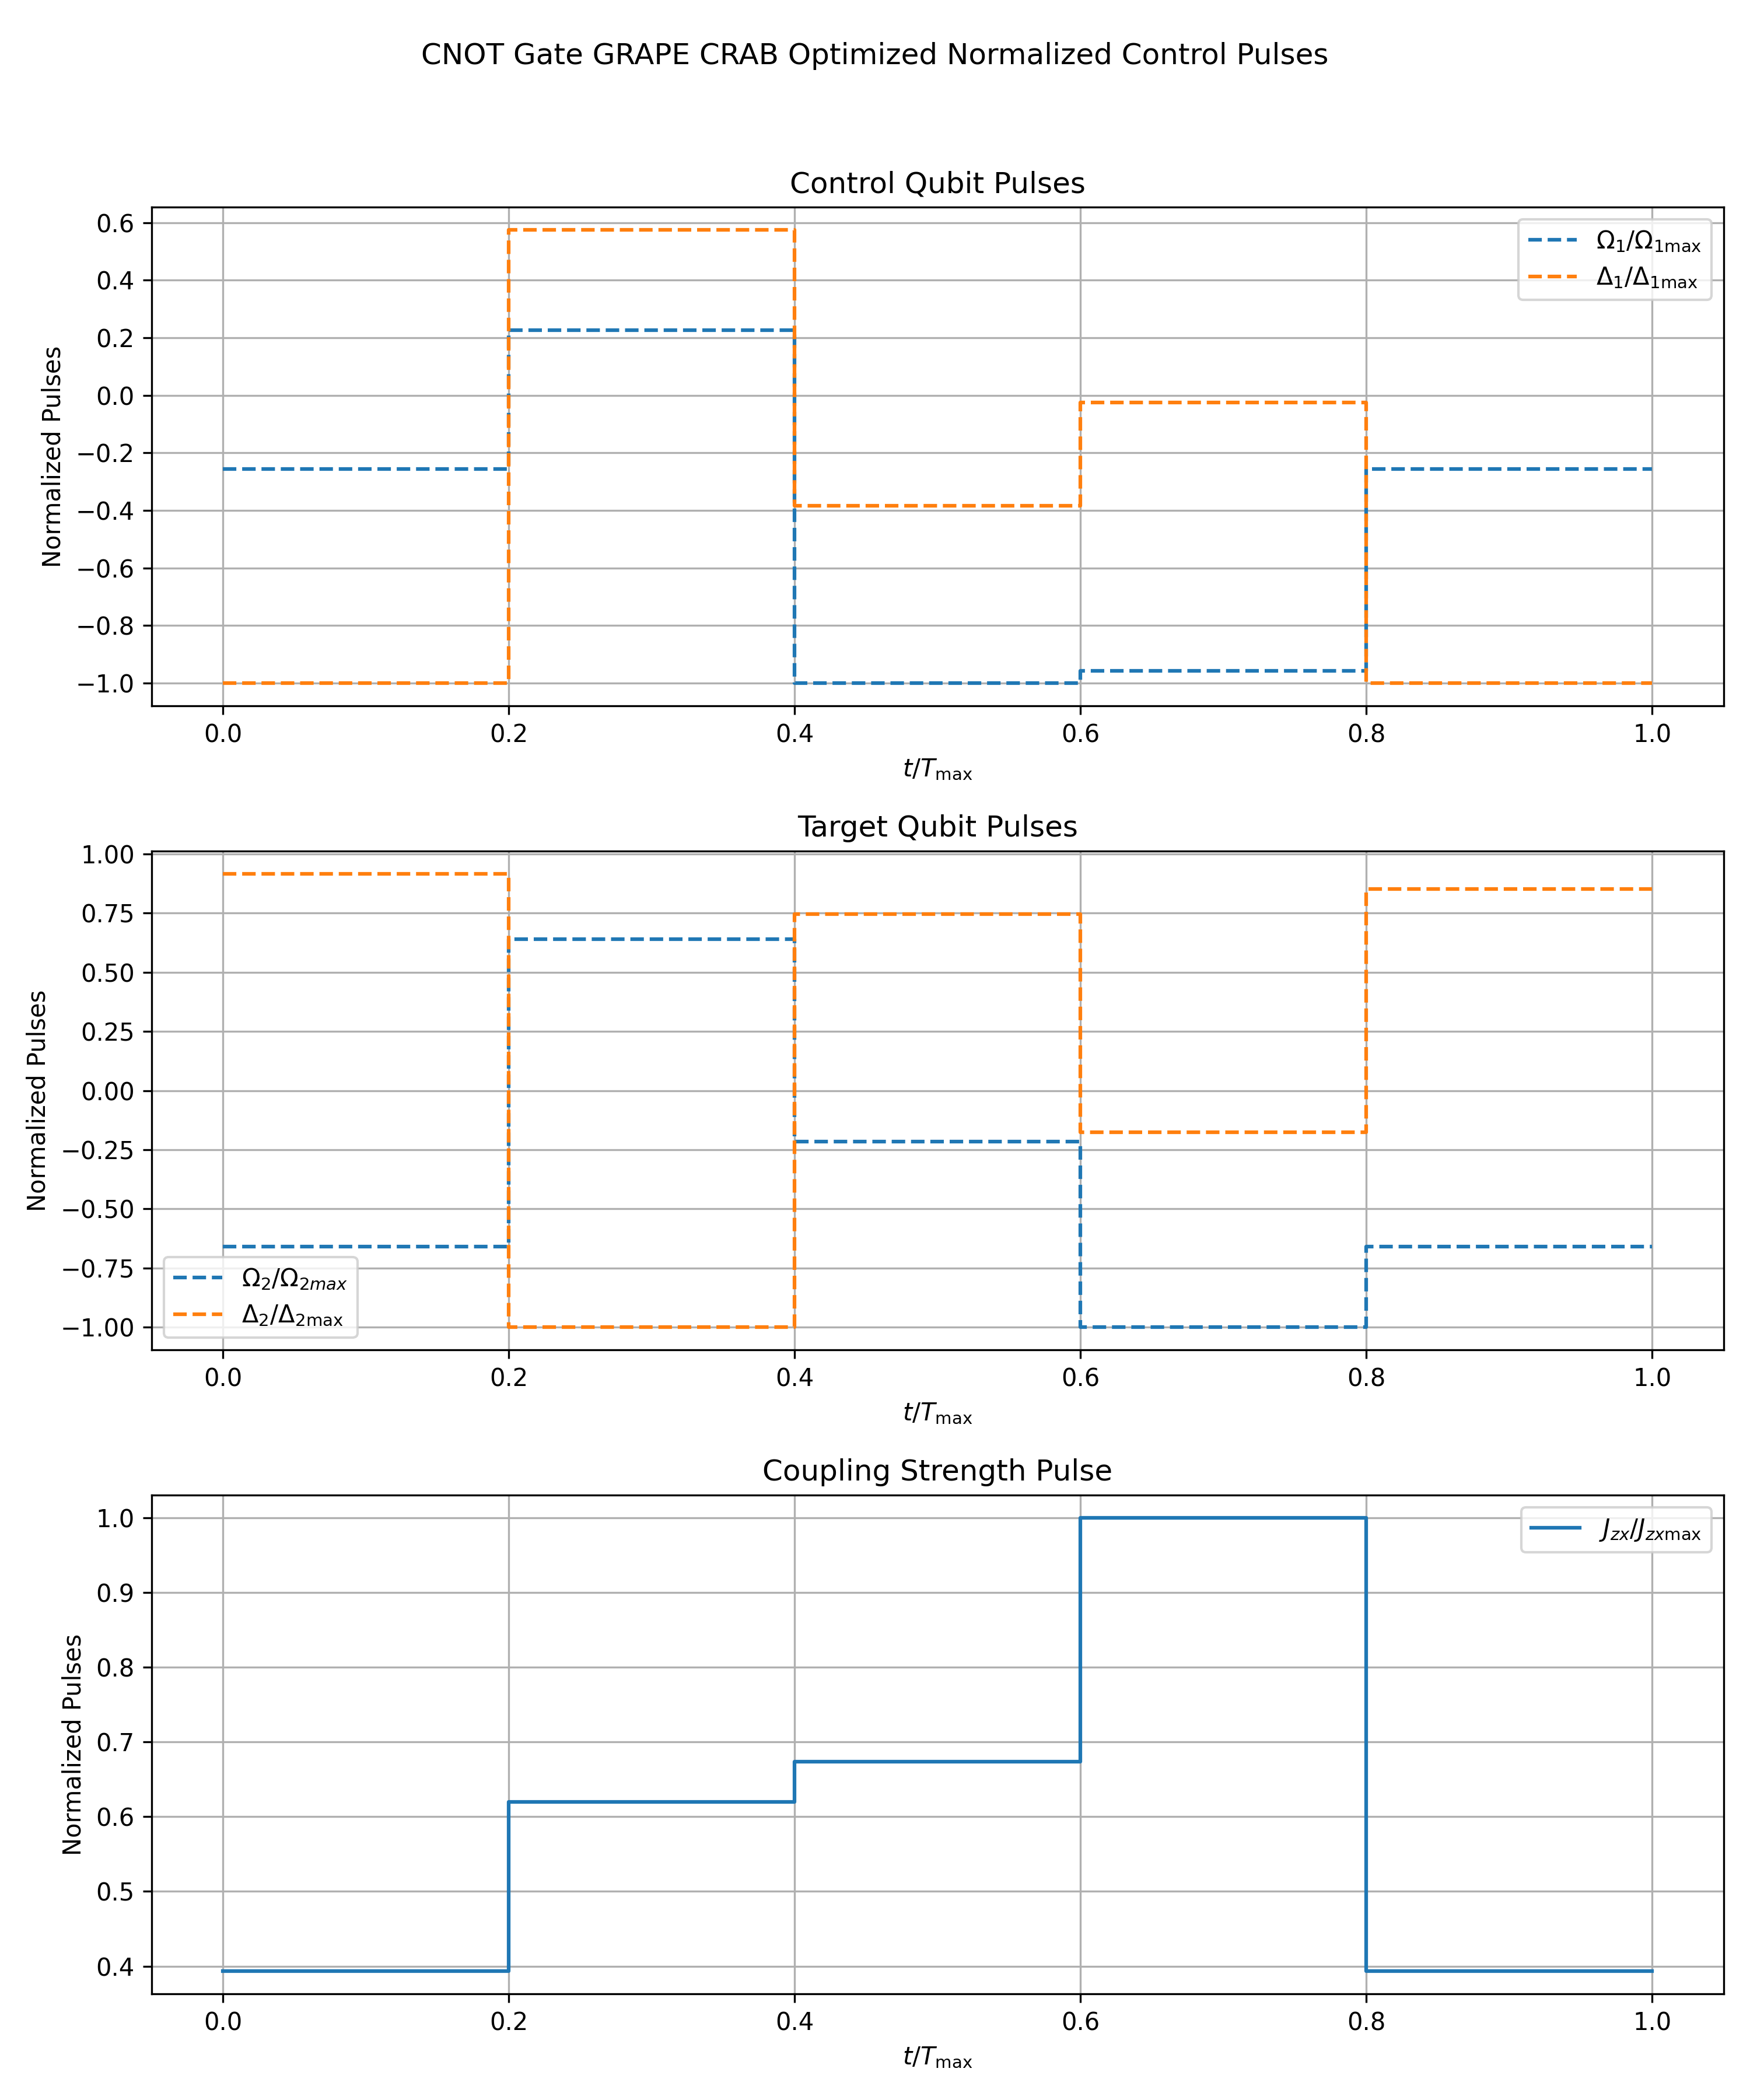 CNOT Gate GRAPE CRAB Optimized Normalized Control Pulses
Control Qubit Pulses
Normalized Pulses
0.6
0.4
0.2
0.0
−0.2
−0.4
−0.6
−0.8
−1.0
Ω₁/Ω₁max
Δ₁/Δ₁max
0.0 0.2 0.4 0.6 0.8 1.0
t/Tmax
Target Qubit Pulses
Normalized Pulses
1.00
0.75
0.50
0.25
0.00
−0.25
−0.50
−0.75
−1.00
Ω₂/Ω₂max
Δ₂/Δ₂max
0.0 0.2 0.4 0.6 0.8 1.0
t/Tmax
Coupling Strength Pulse
Normalized Pulses
1.0
0.9
0.8
0.7
0.6
0.5
0.4
Jzx/Jzxmax
0.0 0.2 0.4 0.6 0.8 1.0
t/Tmax